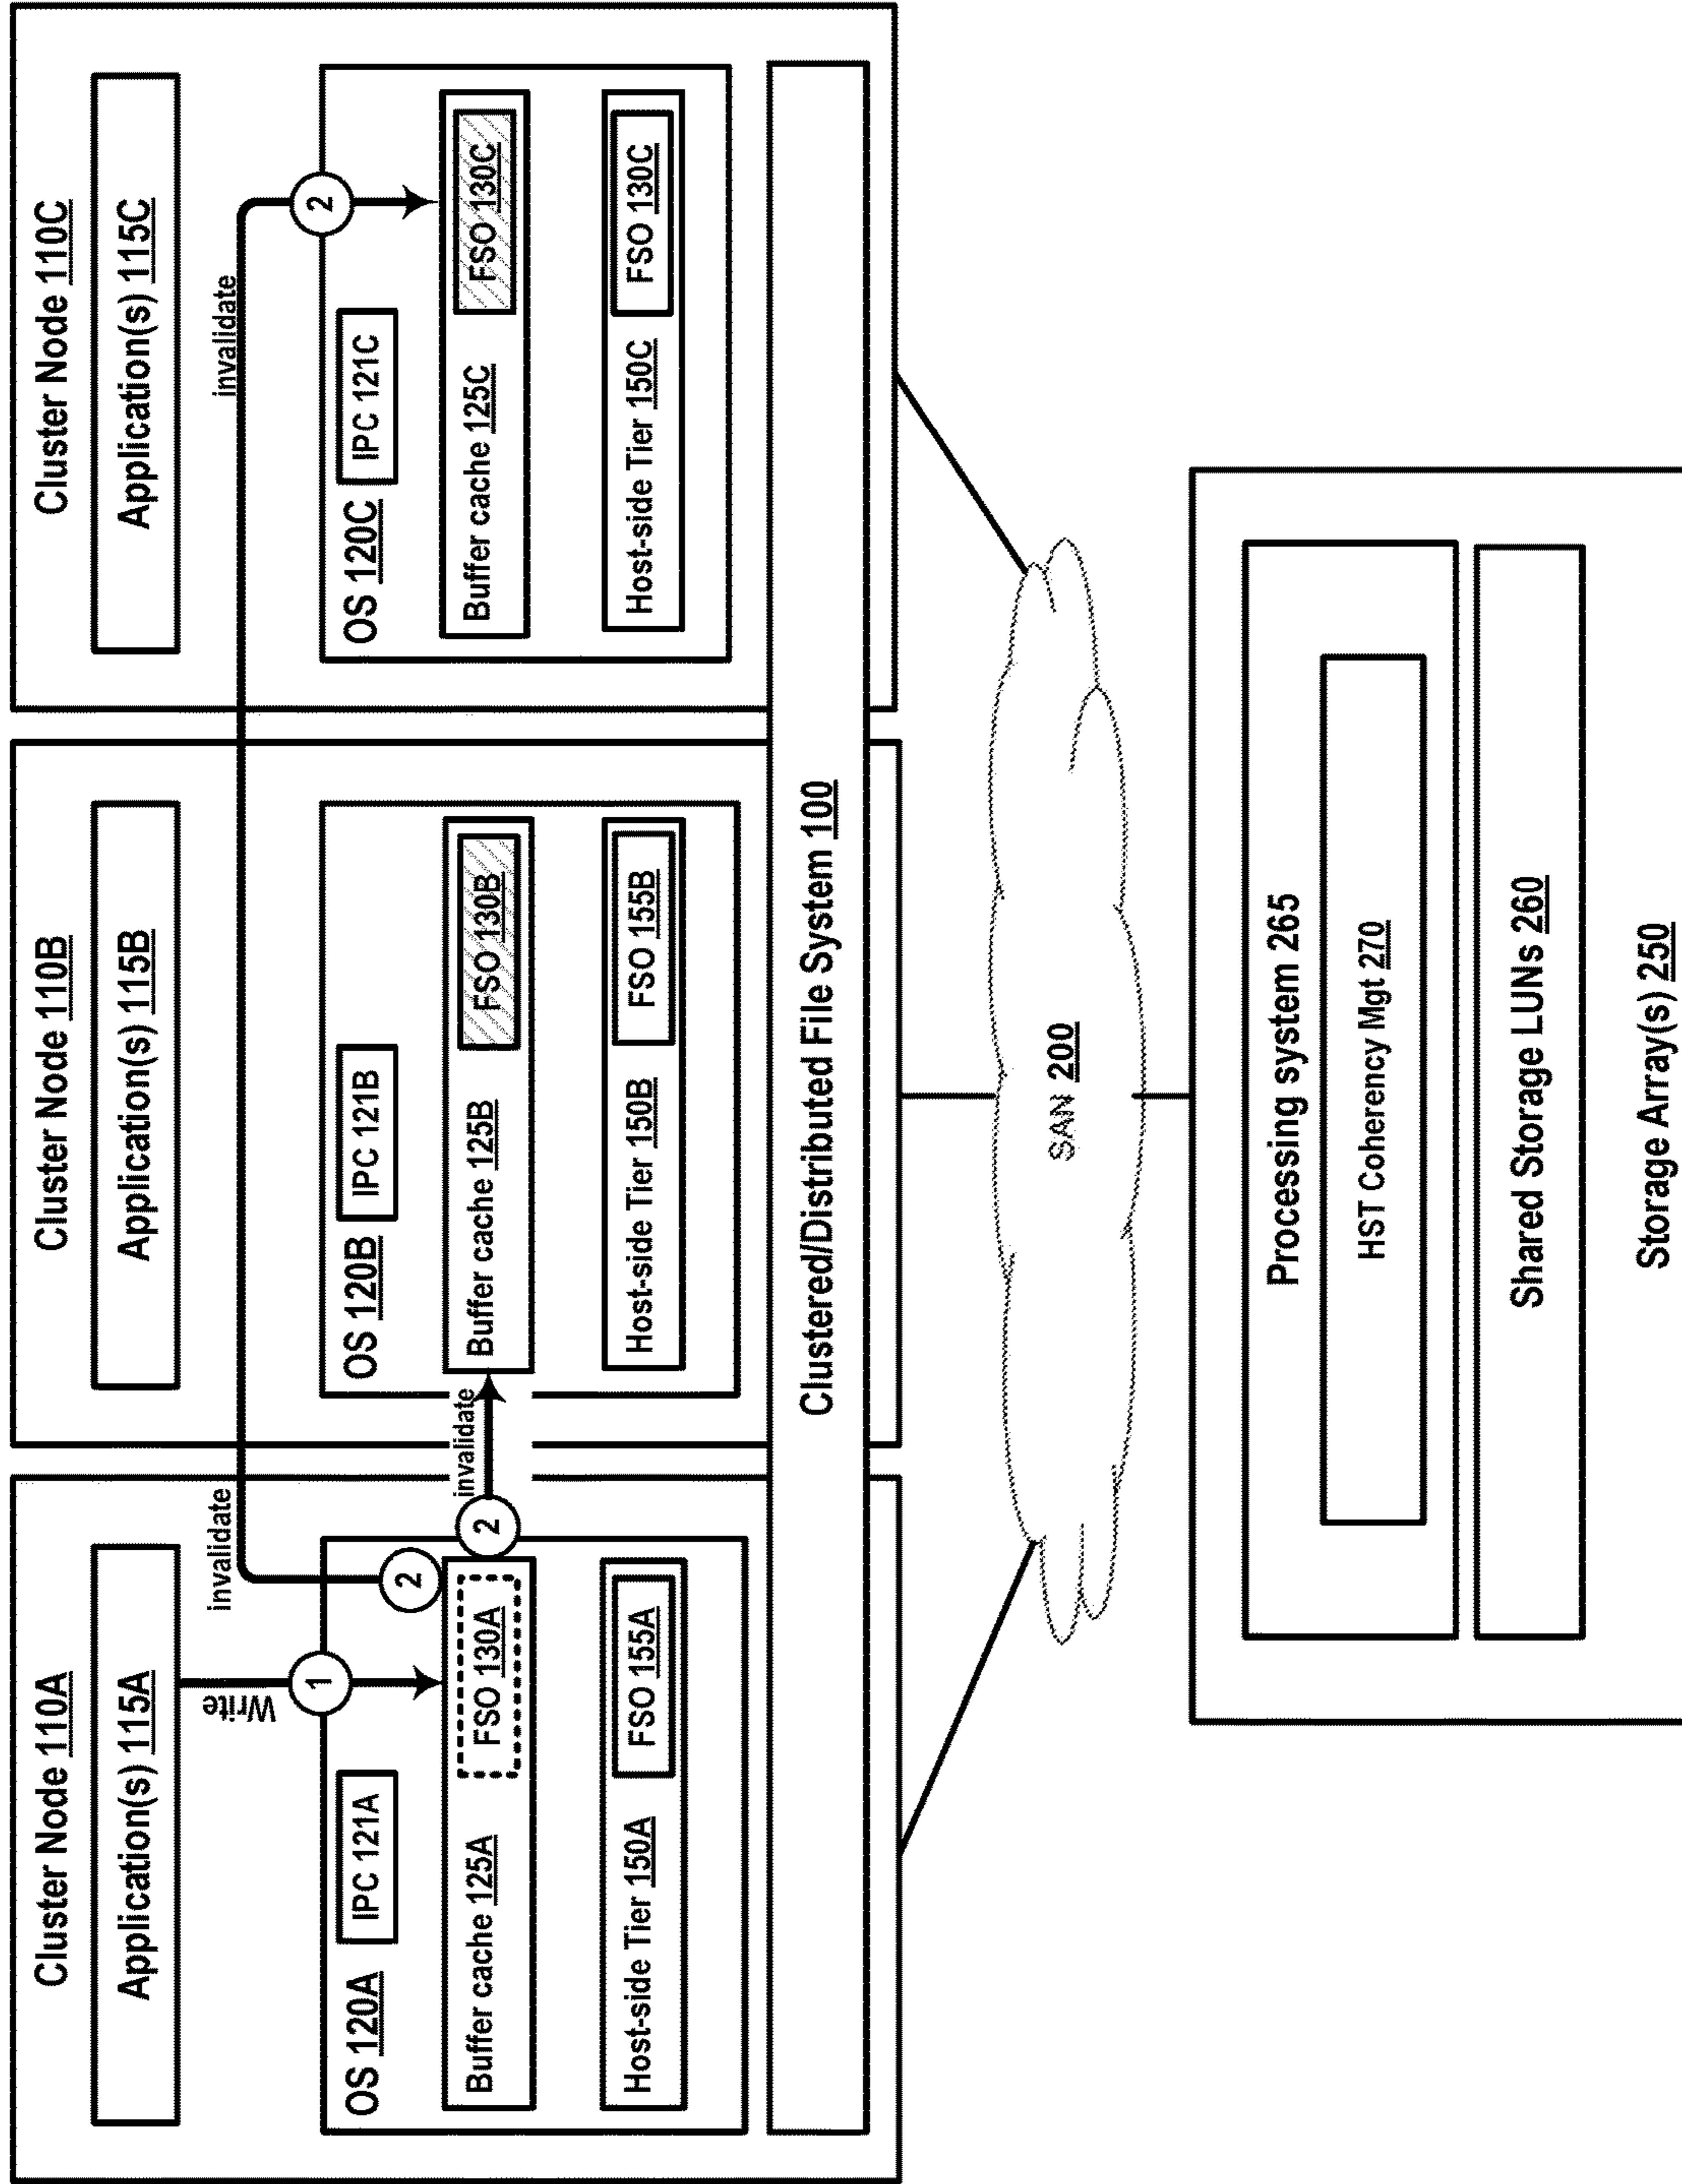 Cluster Node 110A
Application(s) 115A
Write
1
invalidate
OS 120A
IPC 121A
2
Buffer cache 125A
FSO 130A
2
invalidate
Host-side Tier 150A
FSO 155A
Cluster Node 110B
Application(s) 115B
OS 120B
IPC 121B
Buffer cache 125B
FSO 130B
Host-side Tier 150B
FSO 155B
Cluster Node 110C
Application(s) 115C
invalidate
2
OS 120C
IPC 121C
Buffer cache 125C
FSO 130C
Host-side Tier 150C
FSO 130C
Clustered/Distributed File System 100
SAN 200
Processing system 265
HST Coherency Mgt 270
Shared Storage LUNs 260
Storage Array(s) 250